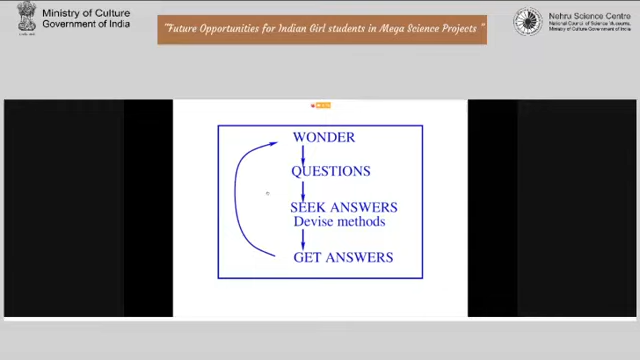 Ministry of Culture
Government of India
"Future Opportunities for Indian Girl students in Mega Science Projects "
Nehru Science Centre
National Council of Science Museums,
Ministry of Culture, Government of India
WONDER
QUESTIONS
SEEK ANSWERS
Devise methods
GET ANSWERS